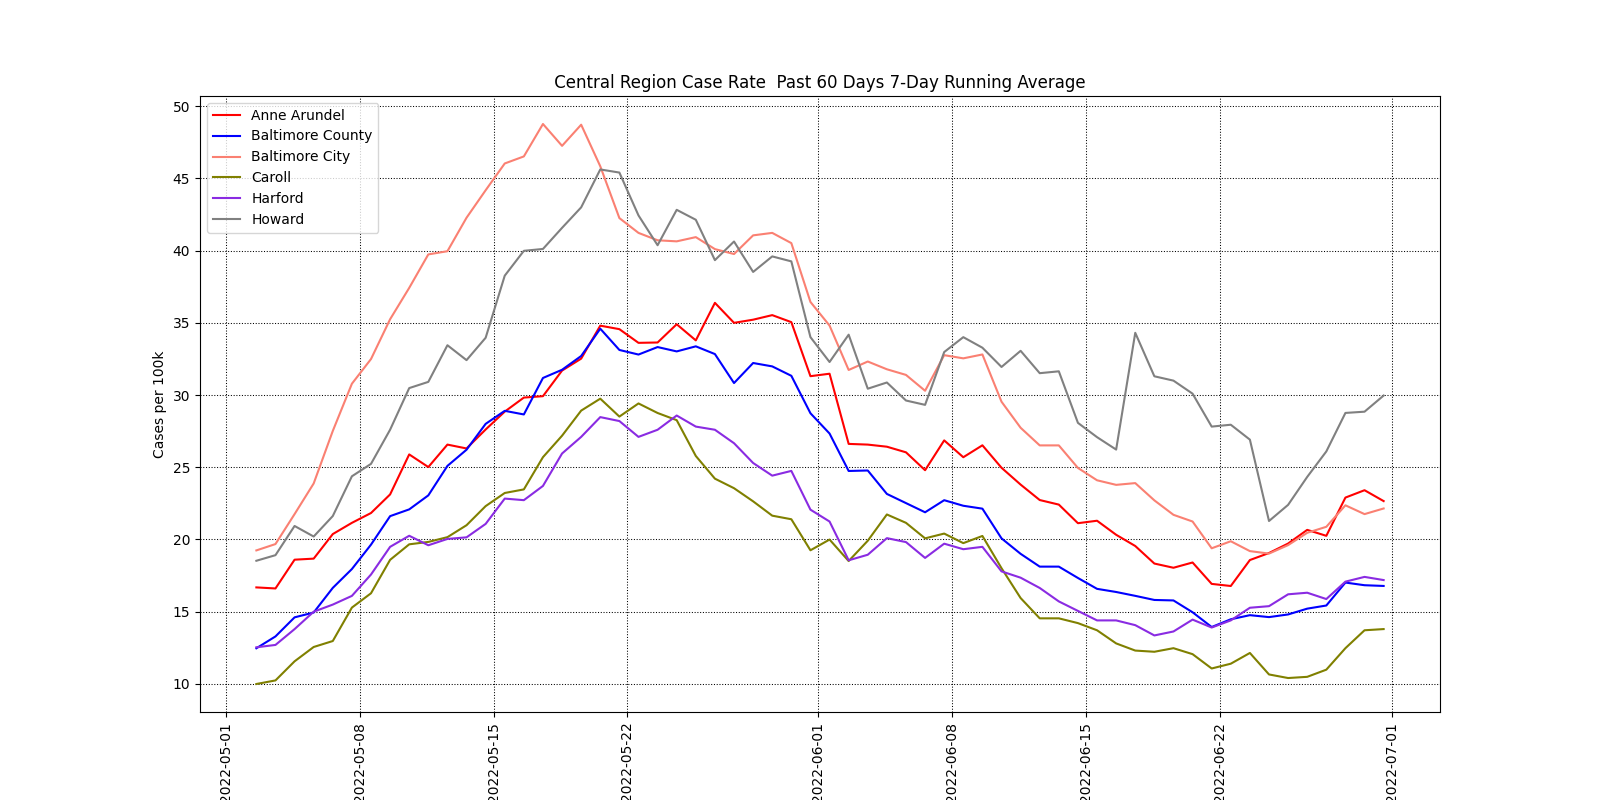 Central Region Case Rate  Past 60 Days 7-Day Running Average
Anne Arundel
Baltimore County
Baltimore City
Caroll
Harford
Howard
Cases per 100k
50
45
40
35
30
25
20
15
10
2022-05-01
2022-05-08
2022-05-15
2022-05-22
2022-06-01
2022-06-08
2022-06-15
2022-06-22
2022-07-01